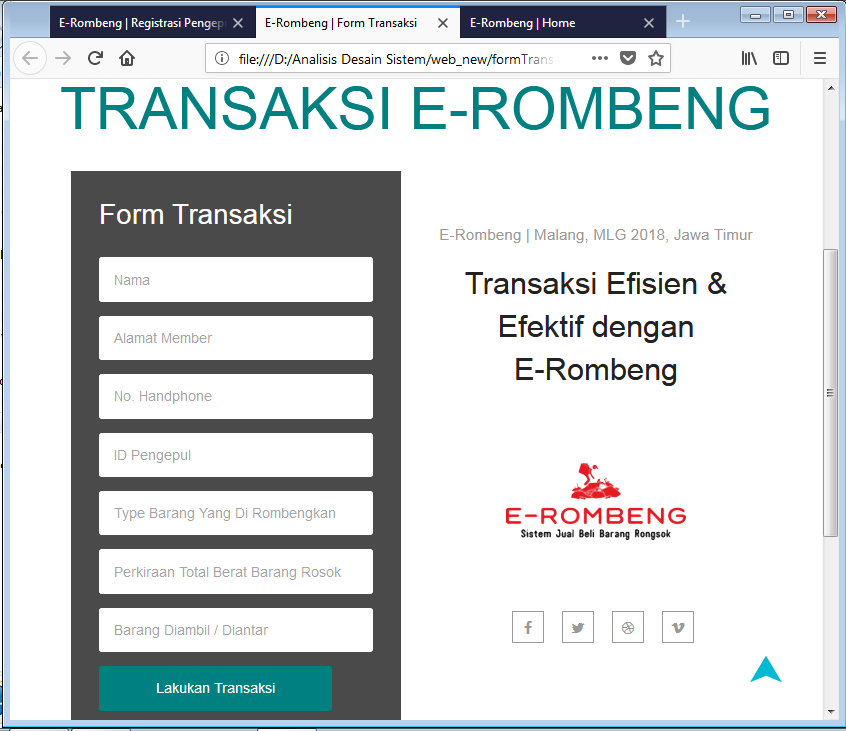 E-Rombeng | Registrasi Pengep
E-Rombeng | Form Transaksi
E-Rombeng | Home
file:///D:/Analisis Desain Sistem/web_new/formTrans
TRANSAKSI E-ROMBENG
Form Transaksi
Nama
Alamat Member
No. Handphone
ID Pengepul
Type Barang Yang Di Rombengkan
Perkiraan Total Berat Barang Rosok
Barang Diambil / Diantar
Lakukan Transaksi
E-Rombeng | Malang, MLG 2018, Jawa Timur
Transaksi Efisien &
Efektif dengan
E-Rombeng
E-ROMBENG
Sistem Jual Beli Barang Rongsok